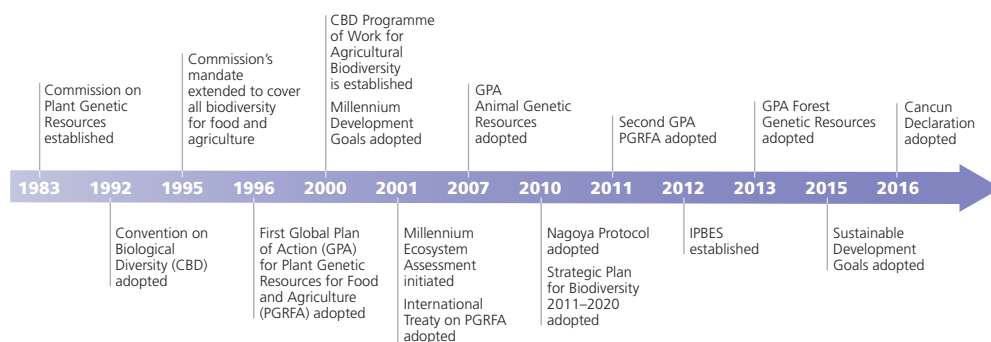 CBD Programme
of Work for
Agricultural
Biodiversity
is established
Millennium
Development
Goals adopted
Commission's
mandate
extended to cover
all biodiversity
for food and
agriculture
Commission on
Plant Genetic
Resources
established
GPA
Animal Genetic
Resources
adopted
Second GPA
PGRFA adopted
GPA Forest
Genetic Resources
adopted
Cancun
Declaration
adopted
1983 1992 1995 1996 2000 2001 2007 2010 2011 2012 2013 2015 2016
Convention on
Biological
Diversity (CBD)
adopted
First Global Plan
of Action (GPA)
for Plant Genetic
Resources for Food
and Agriculture
(PGRFA) adopted
Millennium
Ecosystem
Assessment
initiated
International
Treaty on PGRFA
adopted
Nagoya Protocol
adopted
Strategic Plan
for Biodiversity
2011–2020
adopted
IPBES
established
Sustainable
Development
Goals adopted